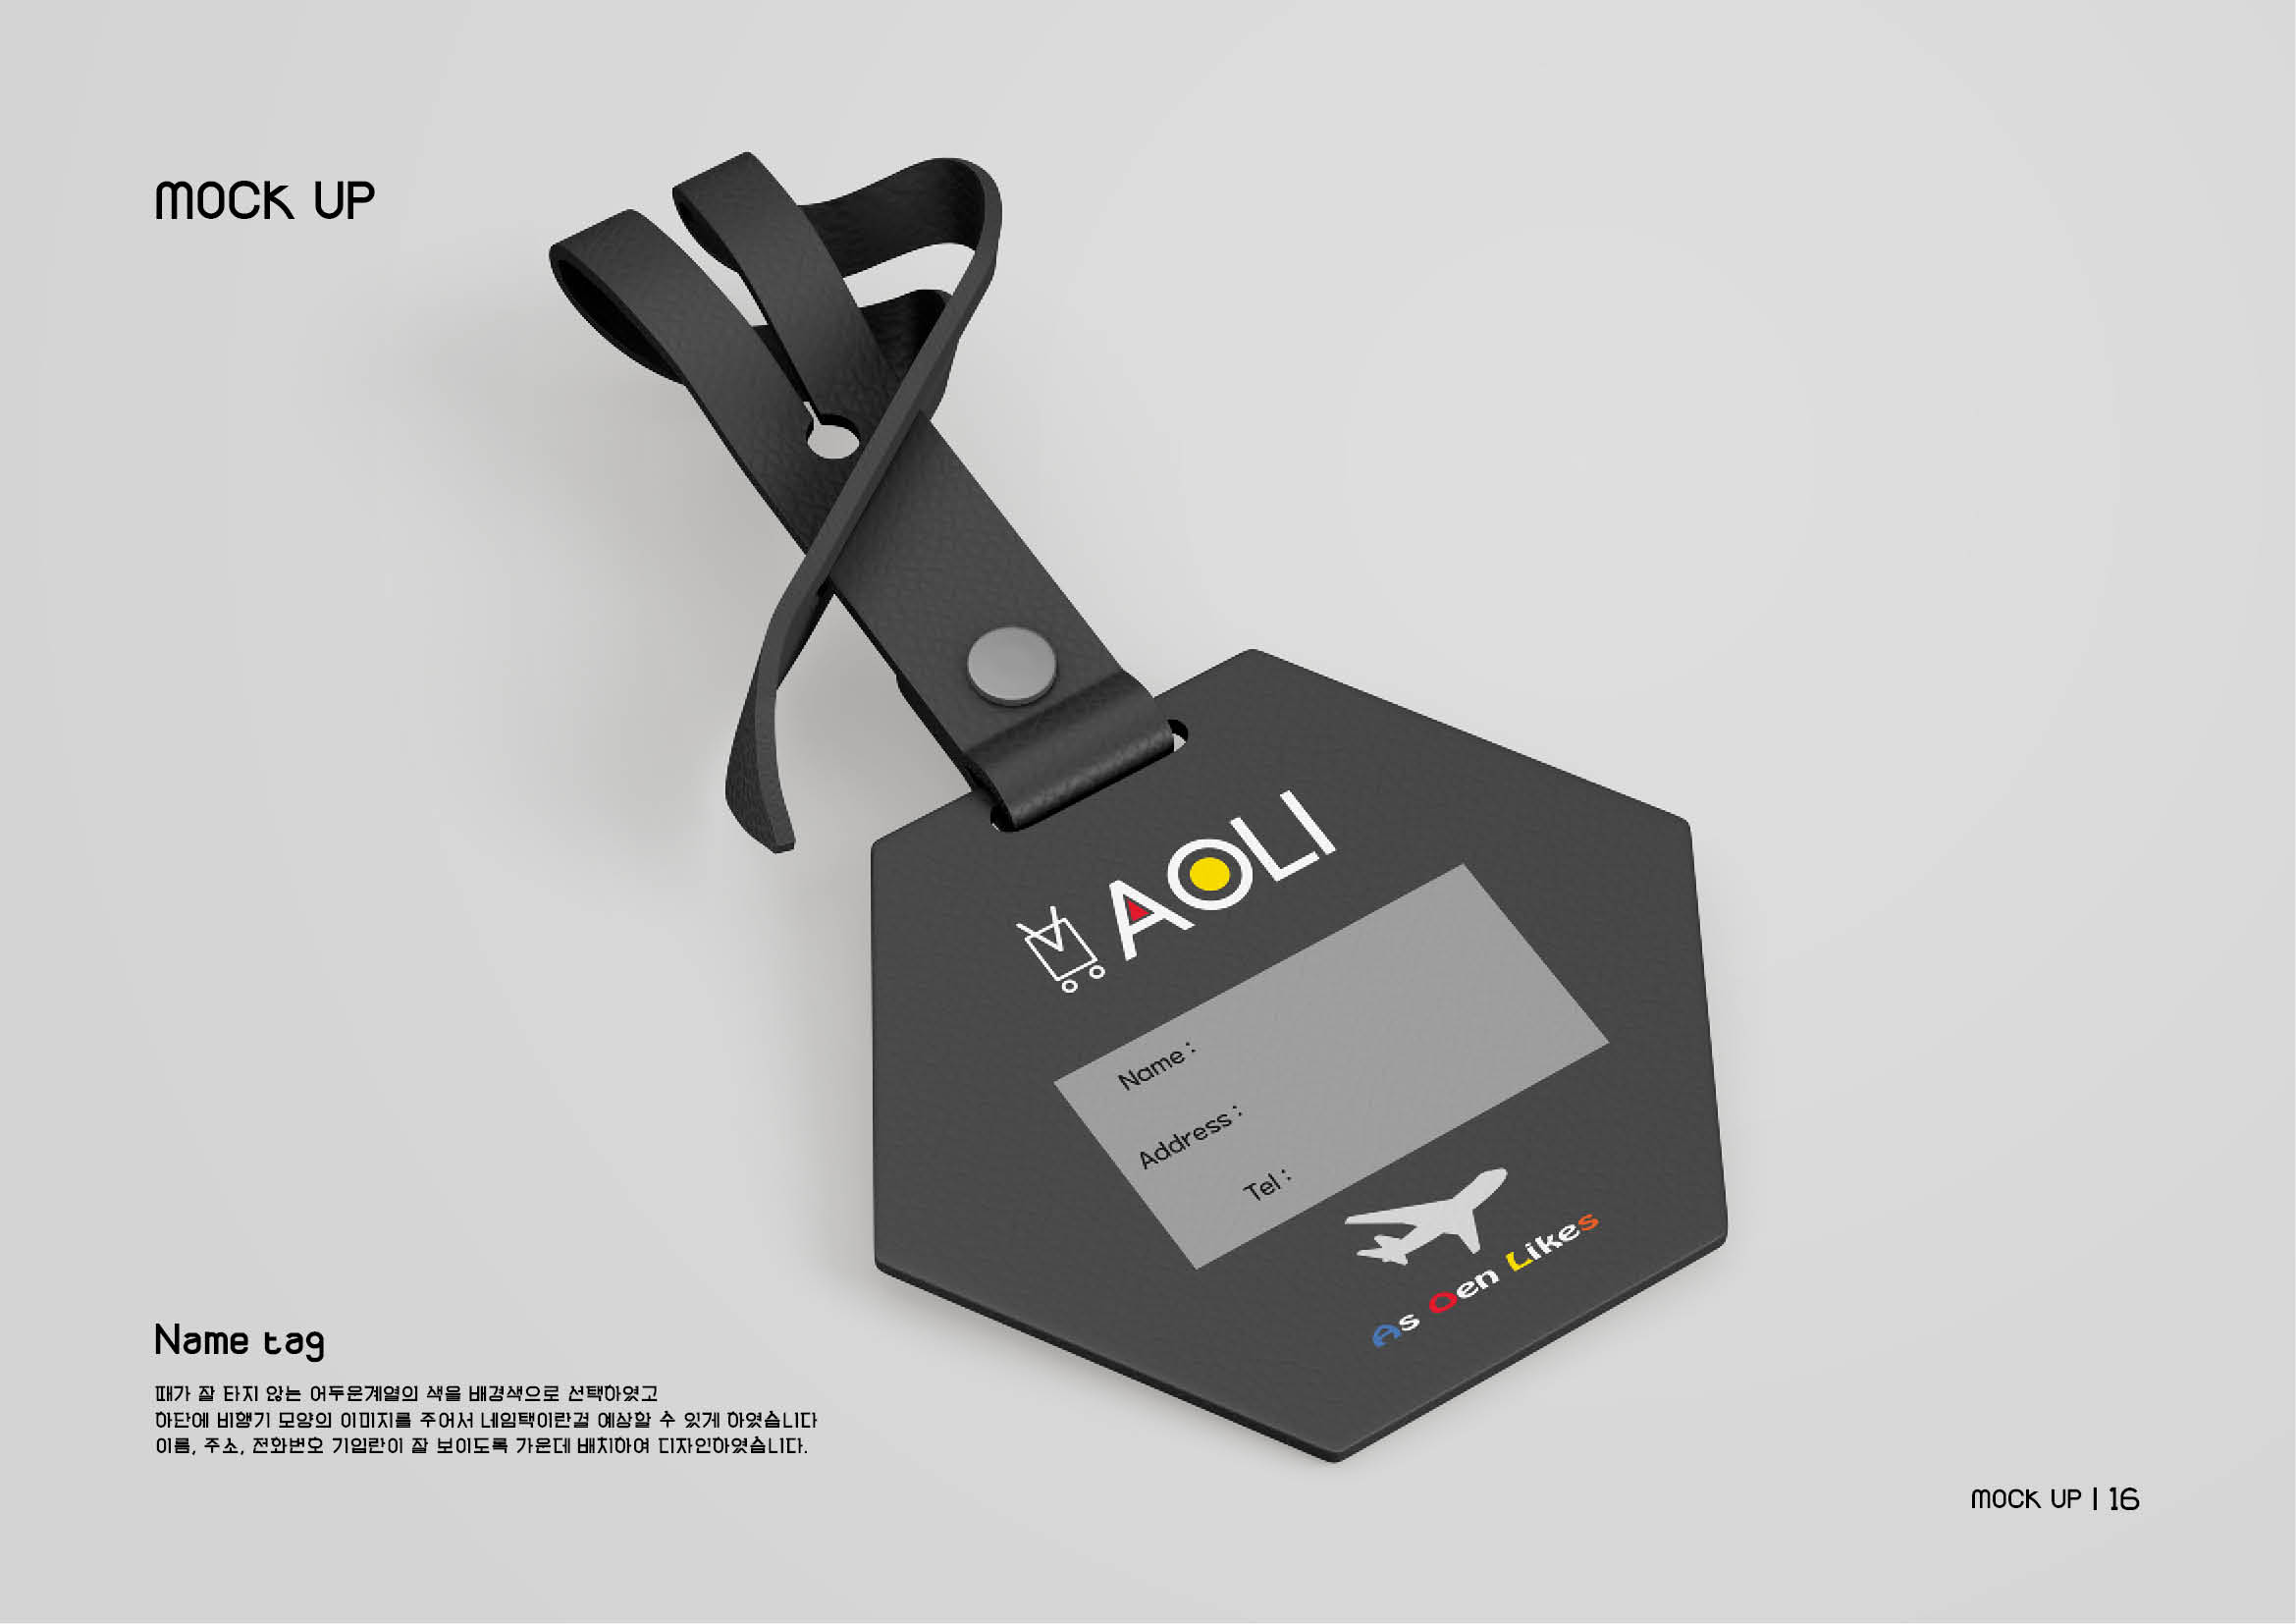 MOCK UP
AOLI
Name :
Address :
Tel :
As Oen Likes
Name tag
때가 잘 타지 않는 어두운계열의 색을 배경색으로 선택하였고
하단에 비행기 모양의 이미지를 주어서 네임택이란걸 예상할 수 있게 하였습니다
이름, 주소, 전화번호 기입란이 잘 보이도록 가운데 배치하여 디자인하였습니다.
MOCK UP | 16